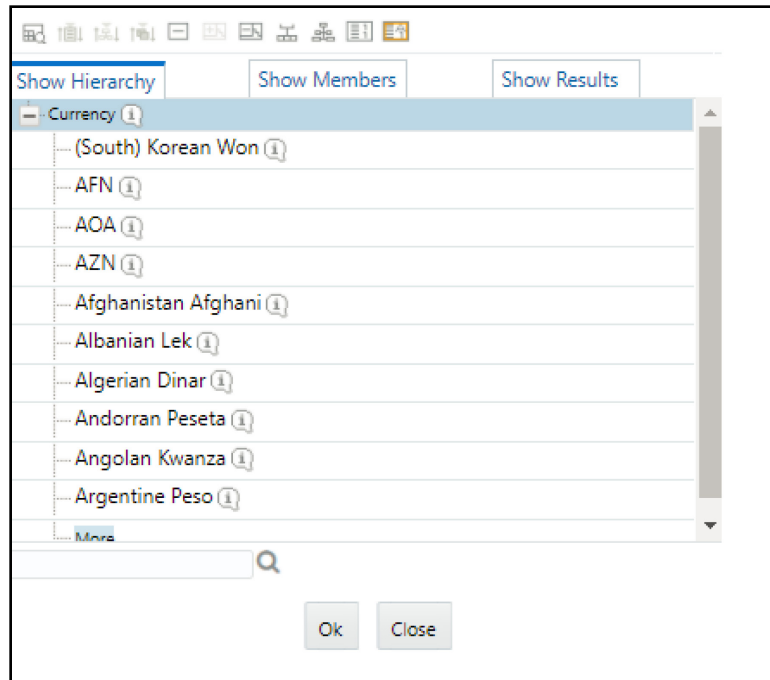 Show Hierarchy Show Members Show Results
Currency
(South) Korean Won
AFN
AOA
AZN
Afghanistan Afghani
Albanian Lek
Algerian Dinar
Andorran Peseta
Angolan Kwanza
Argentine Peso
More
Ok Close